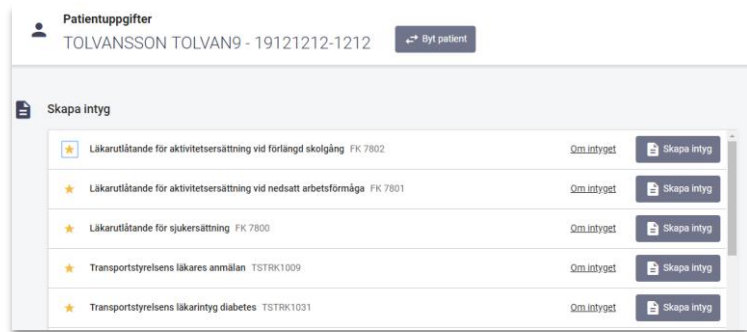 Patientuppgifter
TOLVANSSON TOLVAN9 - 19121212-1212
Byt patient
Skapa intyg
Läkarutlåtande för aktivitetsersättning vid förlängd skolgång FK 7802 Om intyget Skapa intyg
Läkarutlåtande för aktivitetsersättning vid nedsatt arbetsförmåga FK 7801 Om intyget Skapa intyg
Läkarutlåtande för sjukersättning FK 7800 Om intyget Skapa intyg
Transportstyrelsens läkares anmälan TSTRK1009 Om intyget Skapa intyg
Transportstyrelsens läkarintyg diabetes TSTRK1031 Om intyget Skapa intyg